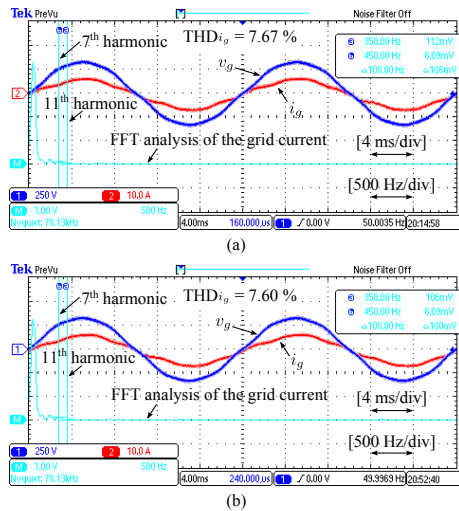 Tek PreVu Noise Filter Off
7th harmonic
THDig = 7.67 %
350.00 Hz 112mV
450.00 Hz 6.03mV
△100.00 Hz △106mV
vg
2
11th harmonic
ig
FFT analysis of the grid current
[4 ms/div]
M
[500 Hz/div]
1 250 V 2 10.0 A
M 1.00 V 500 Hz
Nyquist: 78.13kHz
4.00ms 160.000µs 1 / 0.00 V 50.0035 Hz 20:14:58
(a)
Tek PreVu Noise Filter Off
7th harmonic
THDig = 7.60 %
350.00 Hz 106mV
450.00 Hz 6.03mV
△100.00 Hz △100mV
vg
1
11th harmonic
ig
FFT analysis of the grid current
[4 ms/div]
M
[500 Hz/div]
1 250 V 2 10.0 A
M 1.00 V 500 Hz
Nyquist: 78.13kHz
4.00ms 240.000µs 1 / 0.00 V 49.9969 Hz 20:52:40
(b)